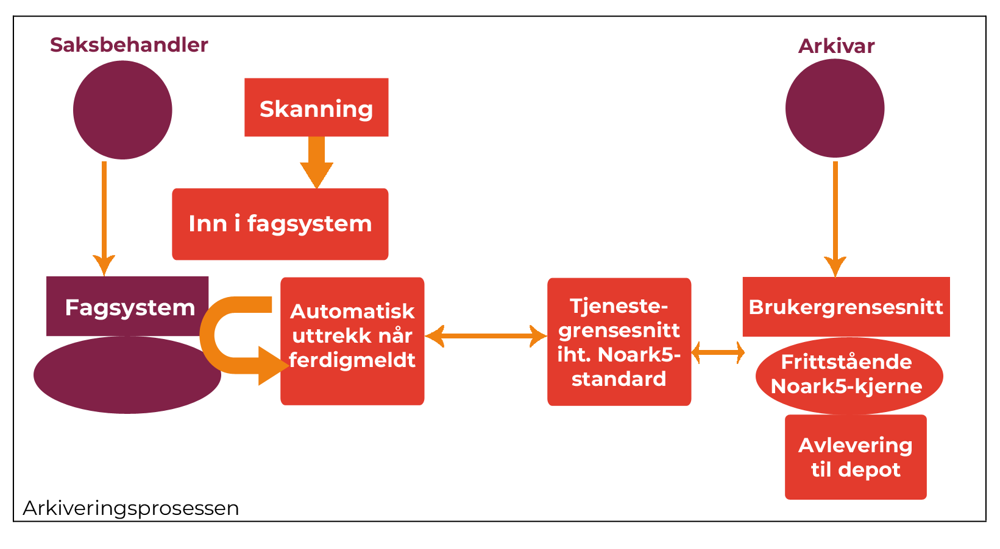 Saksbehandler
Arkivar
Skanning
Inn i fagsystem
Fagsystem
Automatisk
uttrekk når
ferdigmeldt
Tjeneste-
grensesnitt
iht. Noark5-
standard
Brukergrensesnitt
Frittstående
Noark5-kjerne
Avlevering
til depot
Arkiveringsprosessen